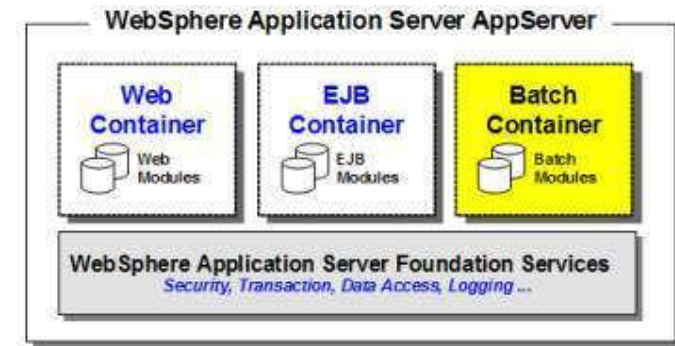 WebSphere Application Server AppServer
Web
Container
Web
Modules
EJB
Container
EJB
Modules
Batch
Container
Batch
Modules
WebSphere Application Server Foundation Services
Security, Transaction, Data Access, Logging ...